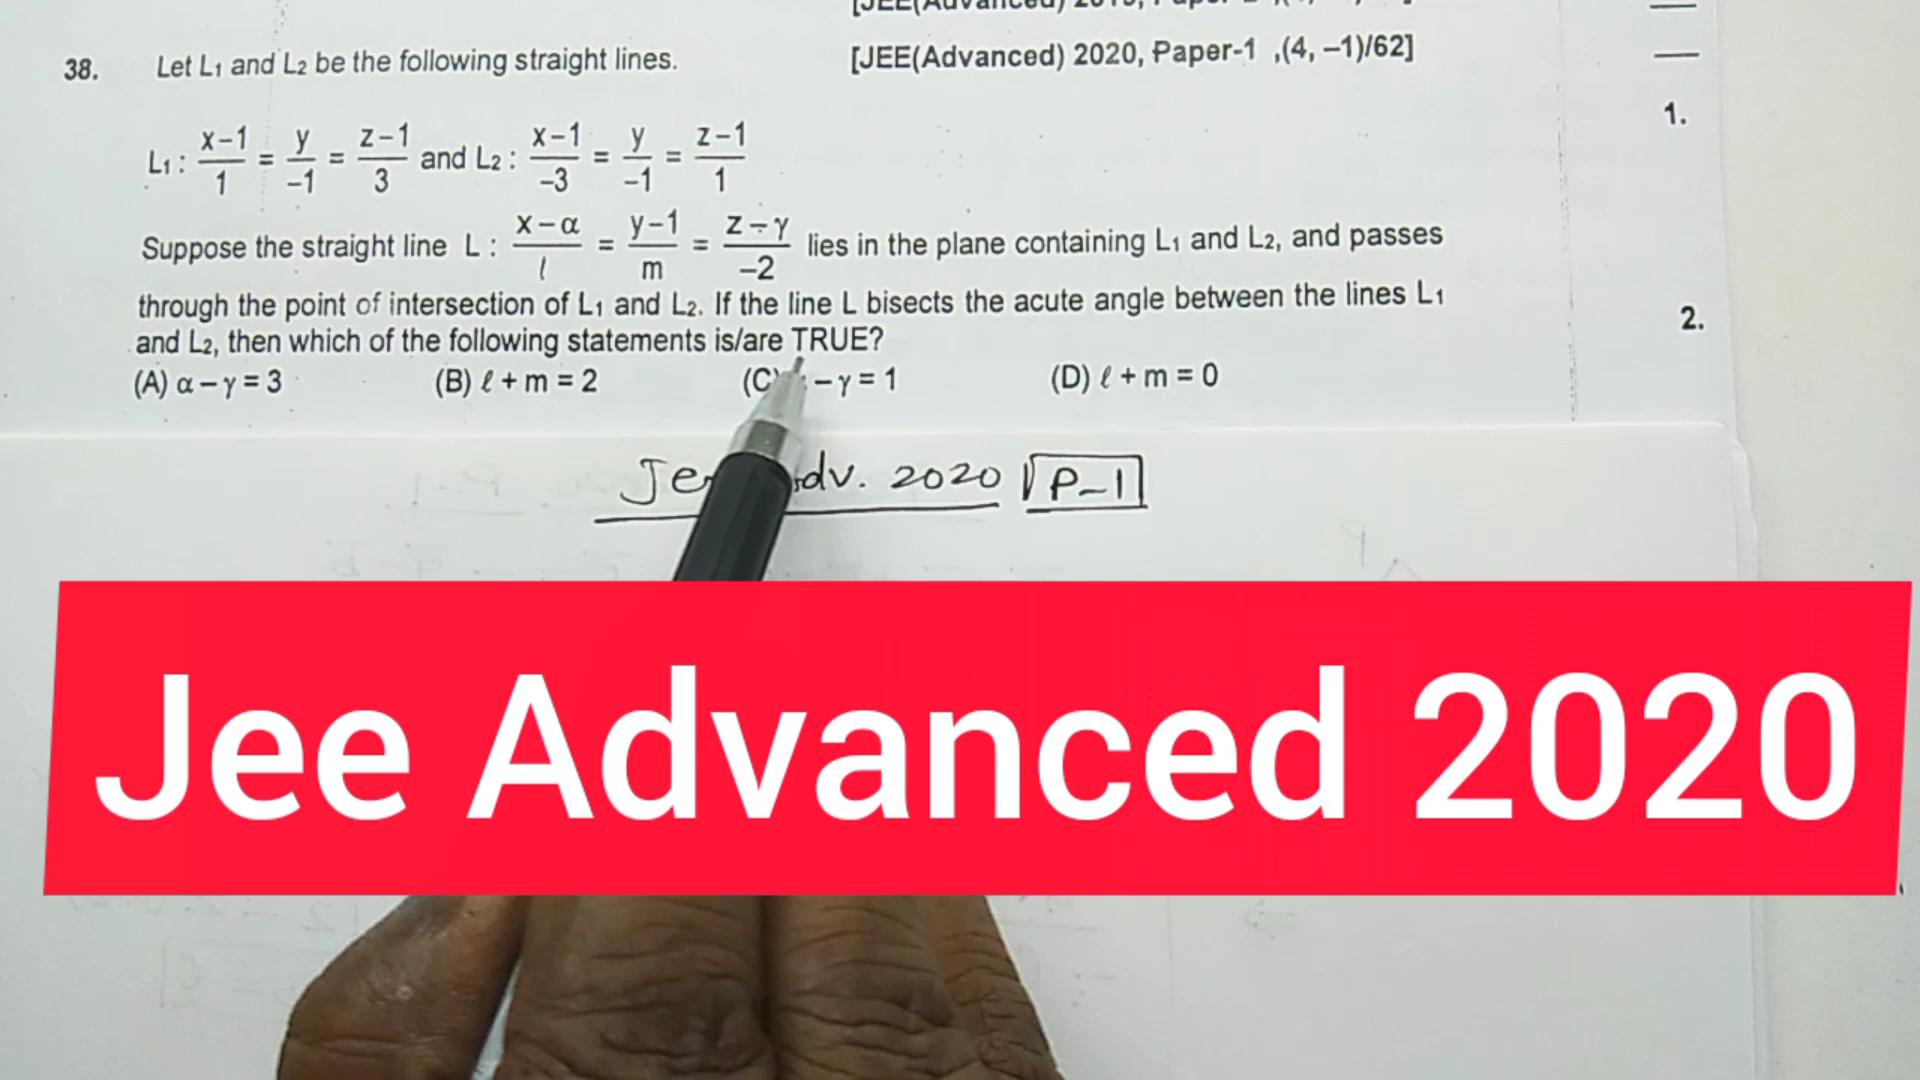 38. Let L₁ and L₂ be the following straight lines. [JEE(Advanced) 2020, Paper-1 ,(4, –1)/62]
1.
L₁ : (x–1)/1 = y/–1 = (z–1)/3 and L₂ : (x–1)/–3 = y/–1 = (z–1)/1
Suppose the straight line L : (x–α)/ℓ = (y–1)/m = (z–γ)/–2 lies in the plane containing L₁ and L₂, and passes
through the point of intersection of L₁ and L₂. If the line L bisects the acute angle between the lines L₁
2.
and L₂, then which of the following statements is/are TRUE?
(A) α – γ = 3 (B) ℓ + m = 2 (C) – γ = 1 (D) ℓ + m = 0
2020 P–1
Jee Advanced 2020